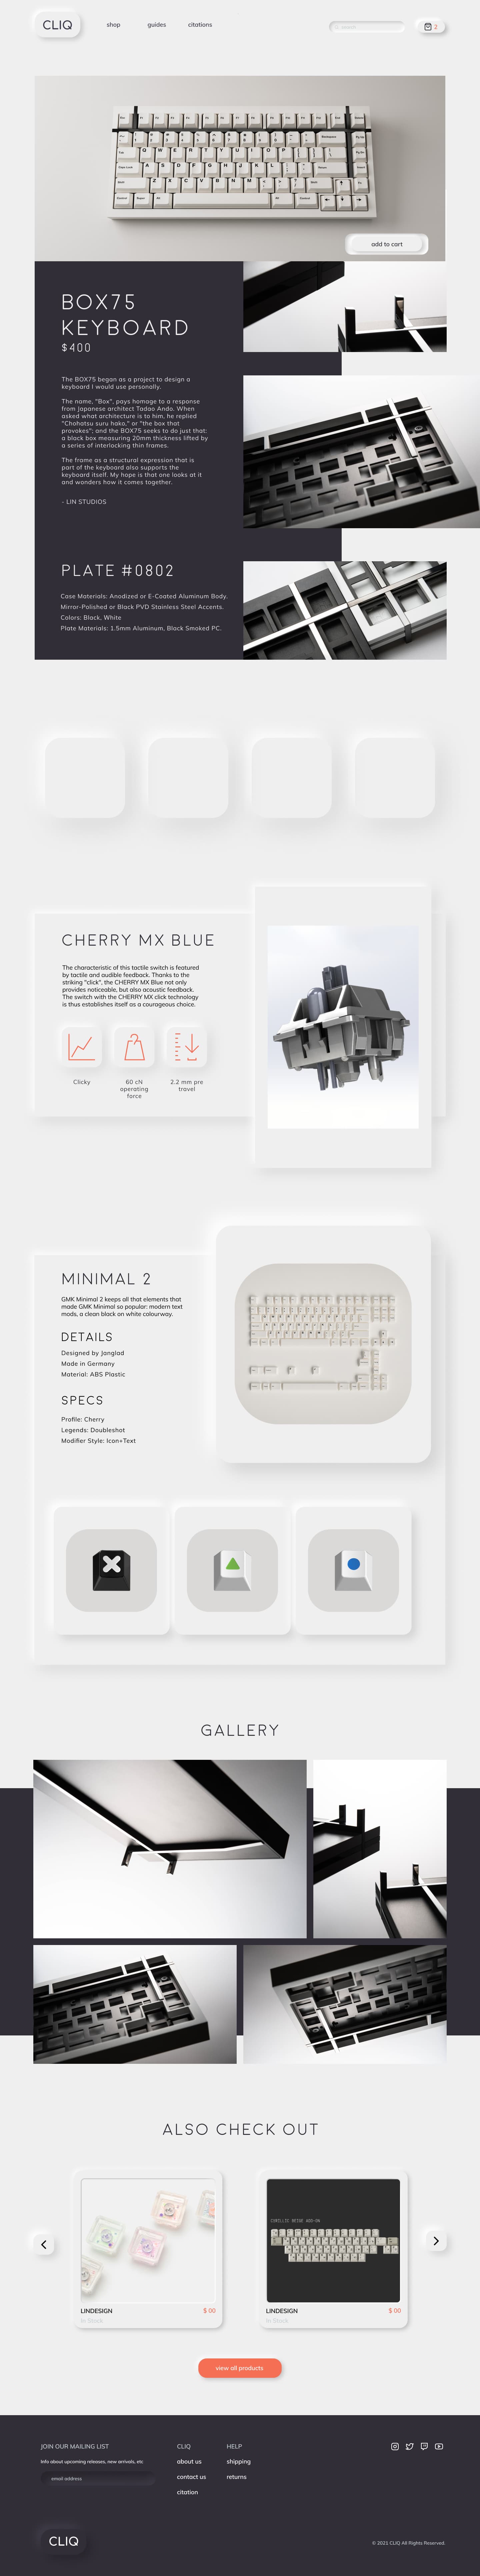 CLIQ
shop
guides
citations
search
2
add to cart
BOX75
KEYBOARD
$400
The BOX75 began as a project to design a
keyboard I would use personally.
The name, "Box", pays homage to a response
from Japanese architect Tadao Ando. When
asked what architecture is to him, he replied
"Chohatsu suru hako," or "the box that
provokes"; and the BOX75 seeks to do just that:
a black box measuring 20mm thickness lifted by
a series of interlocking thin frames.
The frame as a structural expression that is
part of the keyboard also supports the
keyboard itself. My hope is that one looks at it
and wonders how it comes together.
- LIN STUDIOS
PLATE #0802
Case Materials: Anodized or E-Coated Aluminum Body.
Mirror-Polished or Black PVD Stainless Steel Accents.
Colors: Black, White
Plate Materials: 1.5mm Aluminum, Black Smoked PC.
CHERRY MX BLUE
The characteristic of this tactile switch is featured
by tactile and audible feedback. Thanks to the
striking "click", the CHERRY MX Blue not only
provides noticeable, but also acoustic feedback.
The switch with the CHERRY MX click technology
is thus establishes itself as a courageous choice.
Clicky
60 cN
operating
force
2.2 mm pre
travel
MINIMAL 2
GMK Minimal 2 keeps all that elements that
made GMK Minimal so popular: modern text
mods, a clean black on white colourway.
DETAILS
Designed by Janglad
Made in Germany
Material: ABS Plastic
SPECS
Profile: Cherry
Legends: Doubleshot
Modifier Style: Icon+Text
GALLERY
ALSO CHECK OUT
LINDESIGN
$ 00
In Stock
LINDESIGN
$ 00
view all products
JOIN OUR MAILING LIST
Info about upcoming releases, new arrivals, etc
email address
CLIQ
about us
contact us
citation
HELP
shipping
returns
CLIQ
© 2021 CLIQ All Rights Reserved.